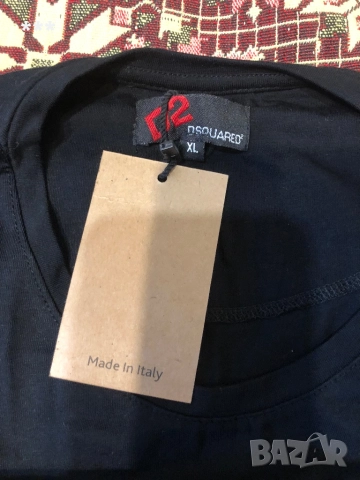 D2
DSQUARED²
XL
Made in Italy
BAZAR